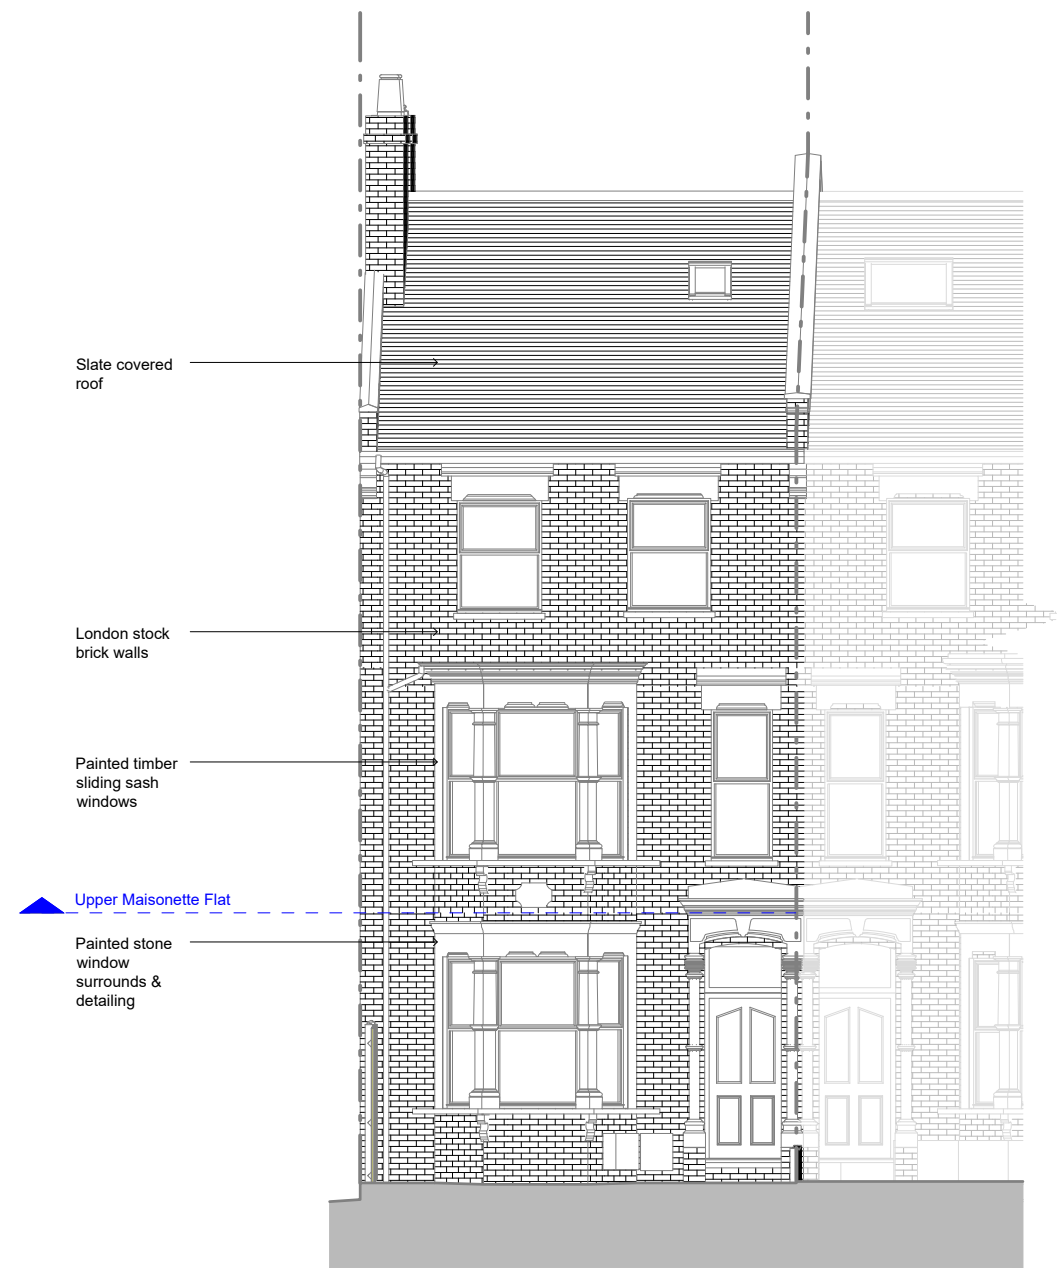 Slate covered
roof
London stock
brick walls
Painted timber
sliding sash
windows
Upper Maisonette Flat
Painted stone
window
surrounds &
detailing